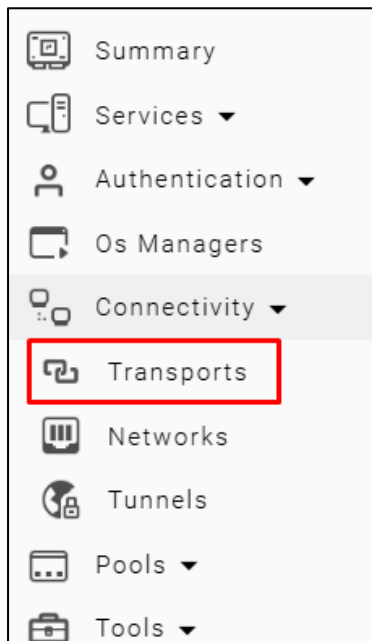 Summary
Services
Authentication
Os Managers
Connectivity
Transports
Networks
Tunnels
Pools
Tools